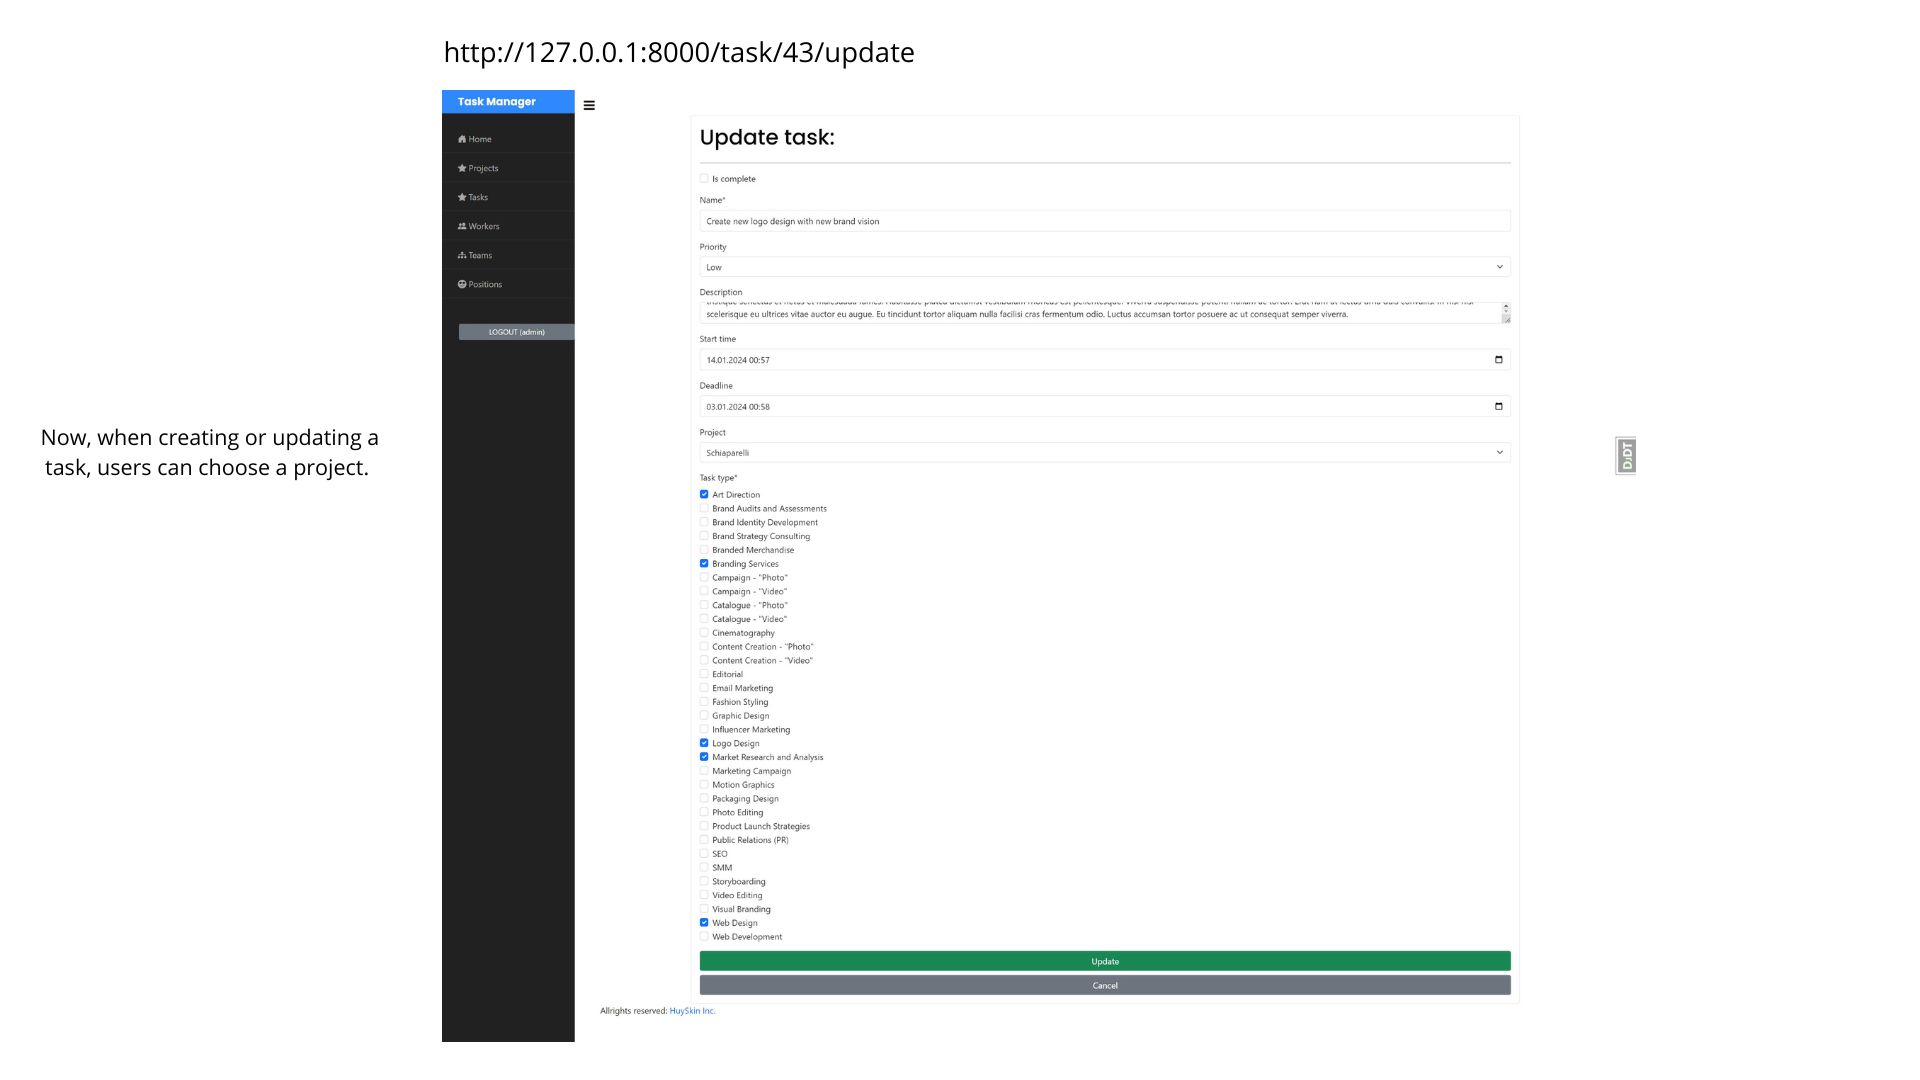 http://127.0.0.1:8000/task/43/update
Task Manager
Home
Projects
Tasks
Workers
Teams
Positions
LOGOUT (admin)
Now, when creating or updating a
task, users can choose a project.
Update task:
Is complete
Name*
Create new logo design with new brand vision
Priority
Low
Description
scelerisque eu ultrices vitae auctor eu augue. Eu tincidunt tortor aliquam nulla facilisi cras fermentum odio. Luctus accumsan tortor posuere ac ut consequat semper viverra.
Start time
14.01.2024 00:57
Deadline
03.01.2024 00:58
Project
Schiaparelli
Task type*
Art Direction
Brand Audits and Assessments
Brand Identity Development
Brand Strategy Consulting
Branded Merchandise
Branding Services
Campaign - "Photo"
Campaign - "Video"
Catalogue - "Photo"
Catalogue - "Video"
Cinematography
Content Creation - "Photo"
Content Creation - "Video"
Editorial
Email Marketing
Fashion Styling
Graphic Design
Influencer Marketing
Logo Design
Market Research and Analysis
Marketing Campaign
Motion Graphics
Packaging Design
Photo Editing
Product Launch Strategies
Public Relations (PR)
SEO
SMM
Storyboarding
Video Editing
Visual Branding
Web Design
Web Development
Update
Cancel
Allrights reserved: HuySkin Inc.
DJDT